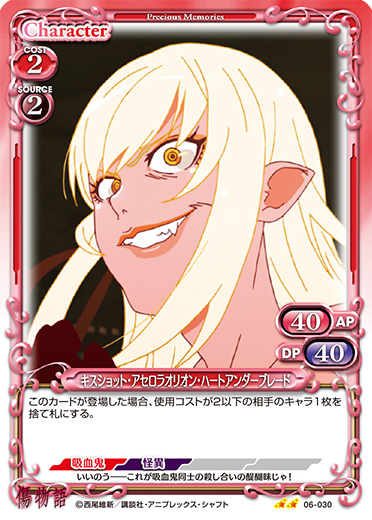 Precious Memories
Character
COST
2
SOURCE
2
40 AP
DP 40
キスショット・アセロラオリオン・ハートアンダーブレード
このカードが登場した場合、使用コストが2以下の相手のキャラ1枚を
捨て札にする。
吸血鬼 怪異
いいのう――これが吸血鬼同士の殺し合いの醍醐味じゃ!
傷物語
©西尾維新／講談社・アニプレックス・シャフト
06-030